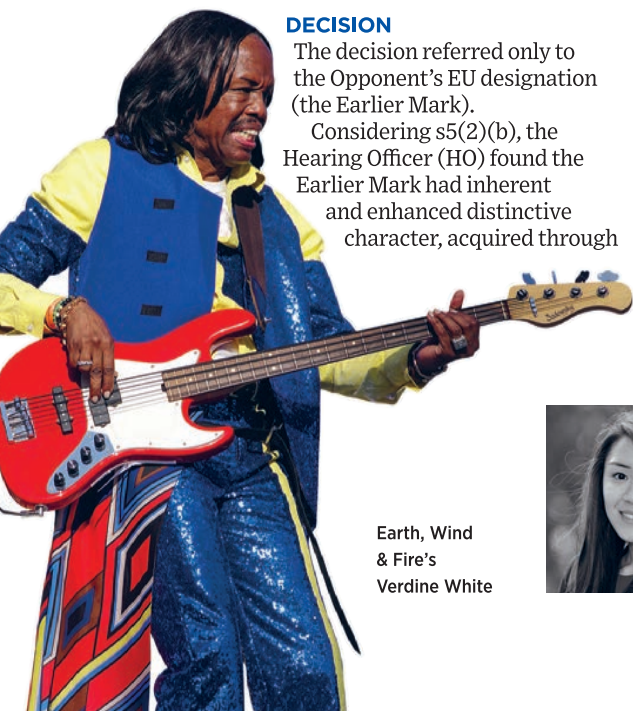 DECISION
The decision referred only to
the Opponent’s EU designation
(the Earlier Mark).
Considering s5(2)(b), the
Hearing Officer (HO) found the
Earlier Mark had inherent
and enhanced distinctive
character, acquired through
Earth, Wind
& Fire’s
Verdine White